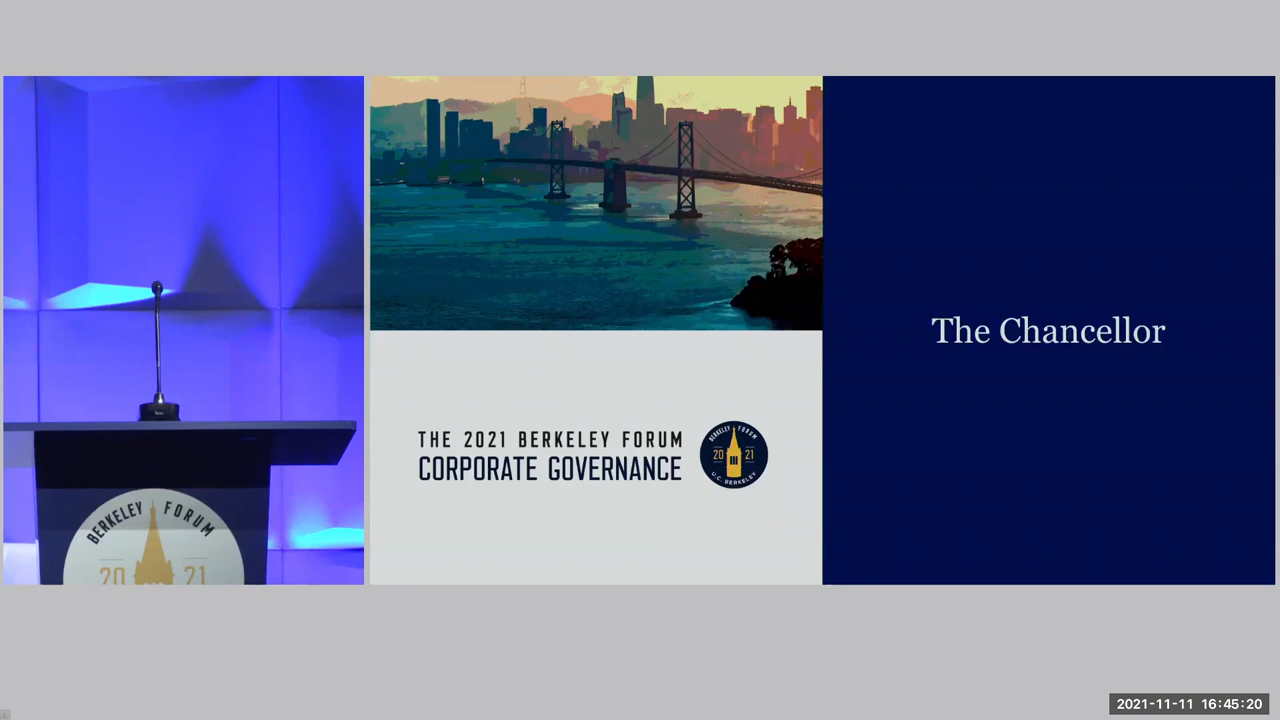 BERKELEY FORUM
20 21
THE 2021 BERKELEY FORUM
CORPORATE GOVERNANCE
BERKELEY FORUM
20 21
U.C. BERKELEY
The Chancellor
2021-11-11 16:45:20